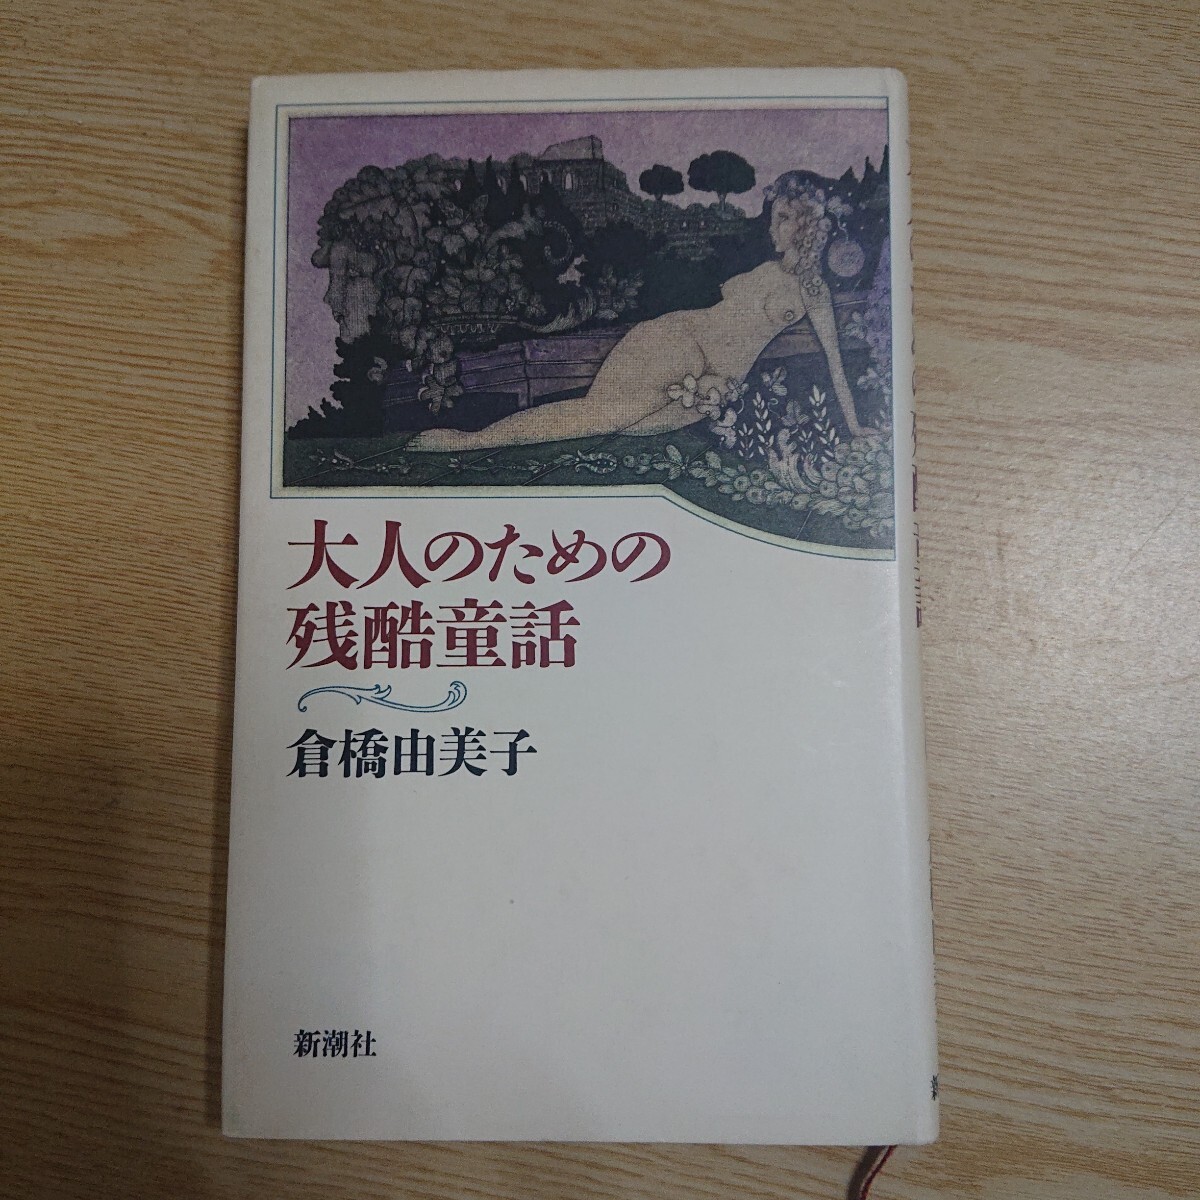 大人のための
残酷童話
倉橋由美子
新潮社